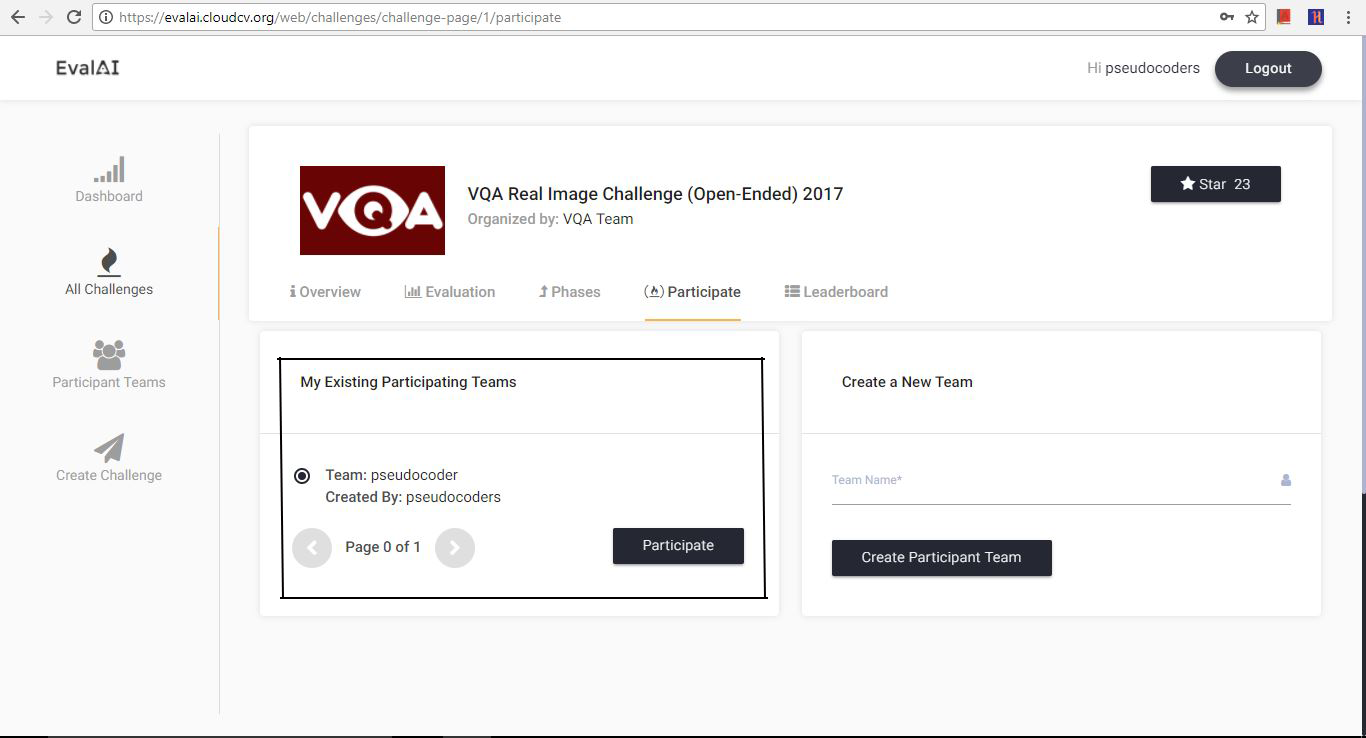 https://evalai.cloudcv.org/web/challenges/challenge-page/1/participate
EvalAI
Hi pseudocoders
Logout
Dashboard
All Challenges
Participant Teams
Create Challenge
VQA
VQA Real Image Challenge (Open-Ended) 2017
Organized by: VQA Team
Star 23
Overview
Evaluation
Phases
Participate
Leaderboard
My Existing Participating Teams
Team: pseudocoder
Created By: pseudocoders
Page 0 of 1
Participate
Create a New Team
Team Name*
Create Participant Team